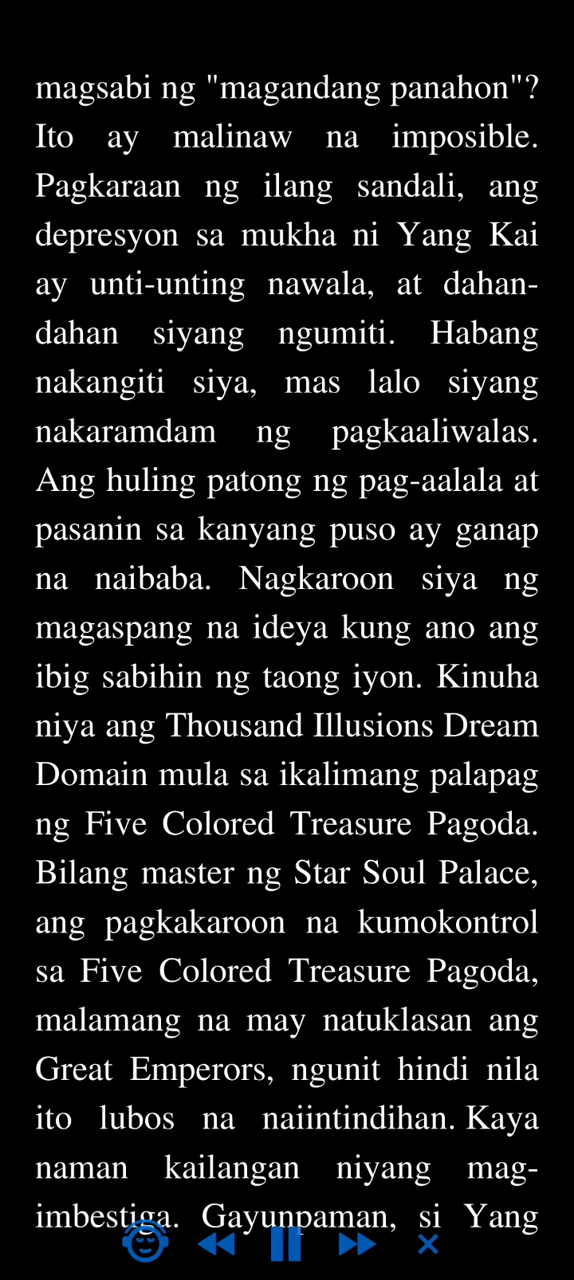 magsabi ng "magandang panahon"?
Ito ay malinaw na imposible.
Pagkaraan ng ilang sandali, ang
depresyon sa mukha ni Yang Kai
ay unti-unting nawala, at dahan-
dahan siyang ngumiti. Habang
nakangiti siya, mas lalo siyang
nakaramdam ng pagkaaliwalas.
Ang huling patong ng pag-aalala at
pasanin sa kanyang puso ay ganap
na naibaba. Nagkaroon siya ng
magaspang na ideya kung ano ang
ibig sabihin ng taong iyon. Kinuha
niya ang Thousand Illusions Dream
Domain mula sa ikalimang palapag
ng Five Colored Treasure Pagoda.
Bilang master ng Star Soul Palace,
ang pagkakaroon na kumokontrol
sa Five Colored Treasure Pagoda,
malamang na may natuklasan ang
Great Emperors, ngunit hindi nila
ito lubos na naiintindihan. Kaya
naman kailangan niyang mag-
imbestiga. Gayunpaman, si Yang